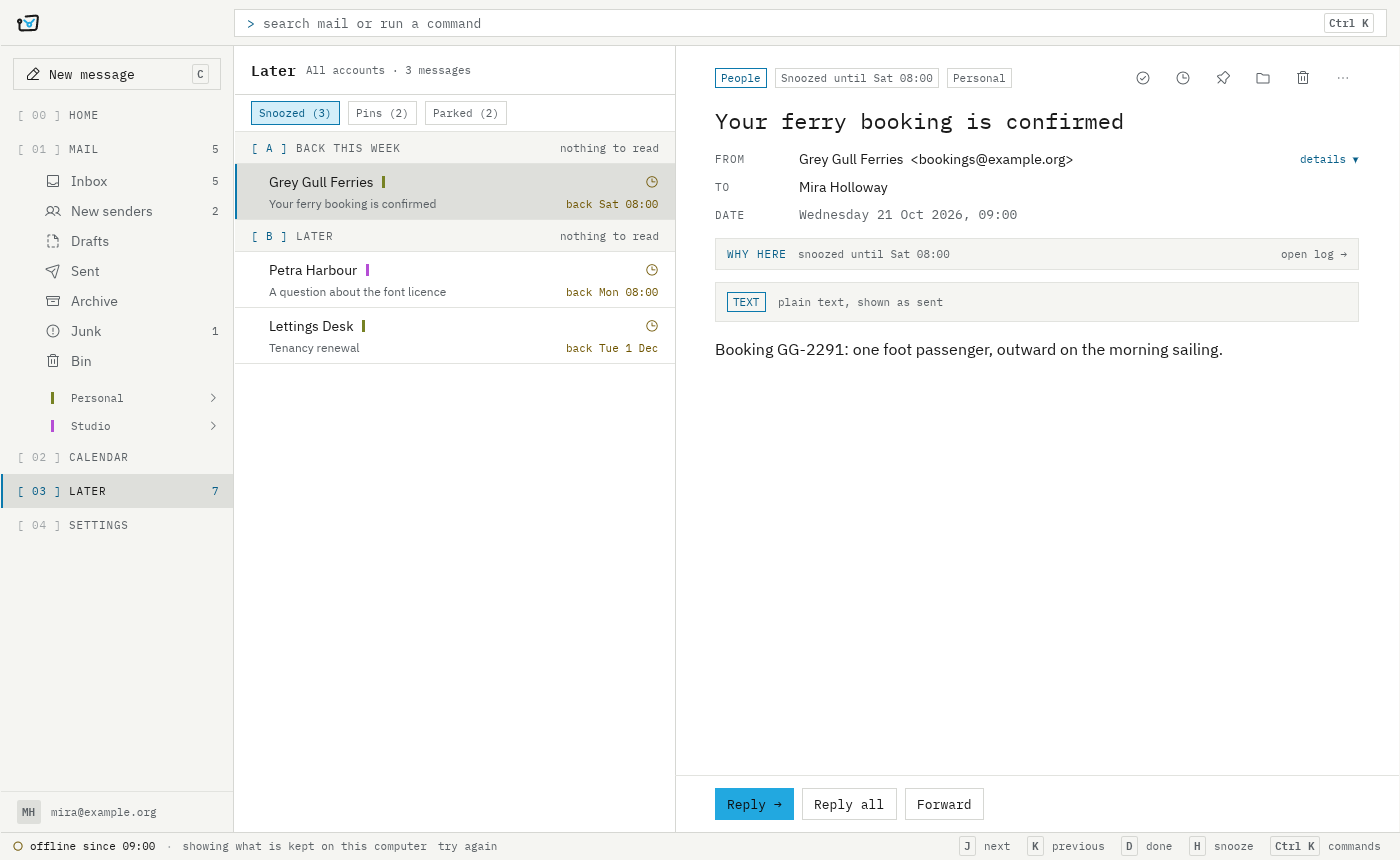 > search mail or run a command Ctrl K
New message C
[ 00 ] HOME
[ 01 ] MAIL 5
Inbox 5
New senders 2
Drafts
Sent
Archive
Junk 1
Bin
Personal
Studio
[ 02 ] CALENDAR
[ 03 ] LATER 7
[ 04 ] SETTINGS
MH mira@example.org
Later All accounts · 3 messages
Snoozed (3) Pins (2) Parked (2)
[ A ] BACK THIS WEEK nothing to read
Grey Gull Ferries
Your ferry booking is confirmed back Sat 08:00
[ B ] LATER nothing to read
Petra Harbour
A question about the font licence back Mon 08:00
Lettings Desk
Tenancy renewal back Tue 1 Dec
People Snoozed until Sat 08:00 Personal
Your ferry booking is confirmed
FROM Grey Gull Ferries <bookings@example.org> details ▾
TO Mira Holloway
DATE Wednesday 21 Oct 2026, 09:00
WHY HERE snoozed until Sat 08:00 open log →
TEXT plain text, shown as sent
Booking GG-2291: one foot passenger, outward on the morning sailing.
Reply → Reply all Forward
offline since 09:00 · showing what is kept on this computer try again
J next K previous D done H snooze Ctrl K commands